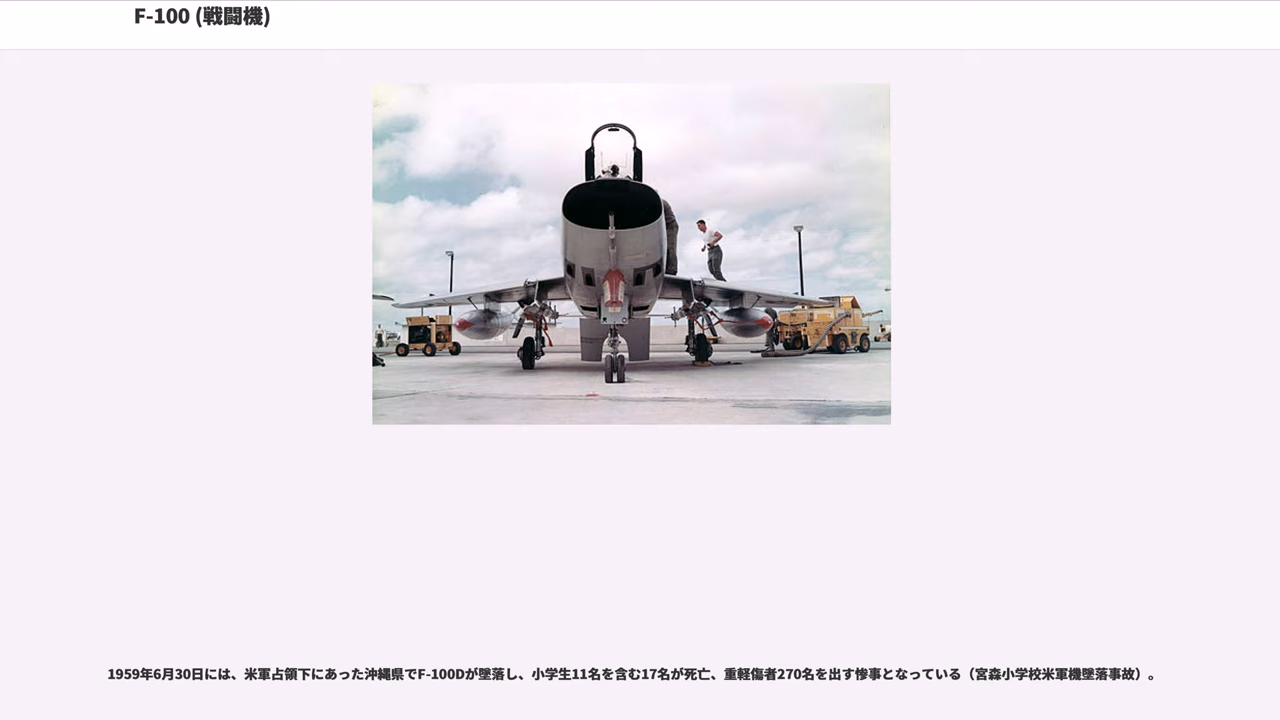 F-100 (戦闘機)
1959年6月30日には、米軍占領下にあった沖縄県でF-100Dが墜落し、小学生11名を含む17名が死亡、重軽傷者270名を出す惨事となっている（宮森小学校米軍機墜落事故）。